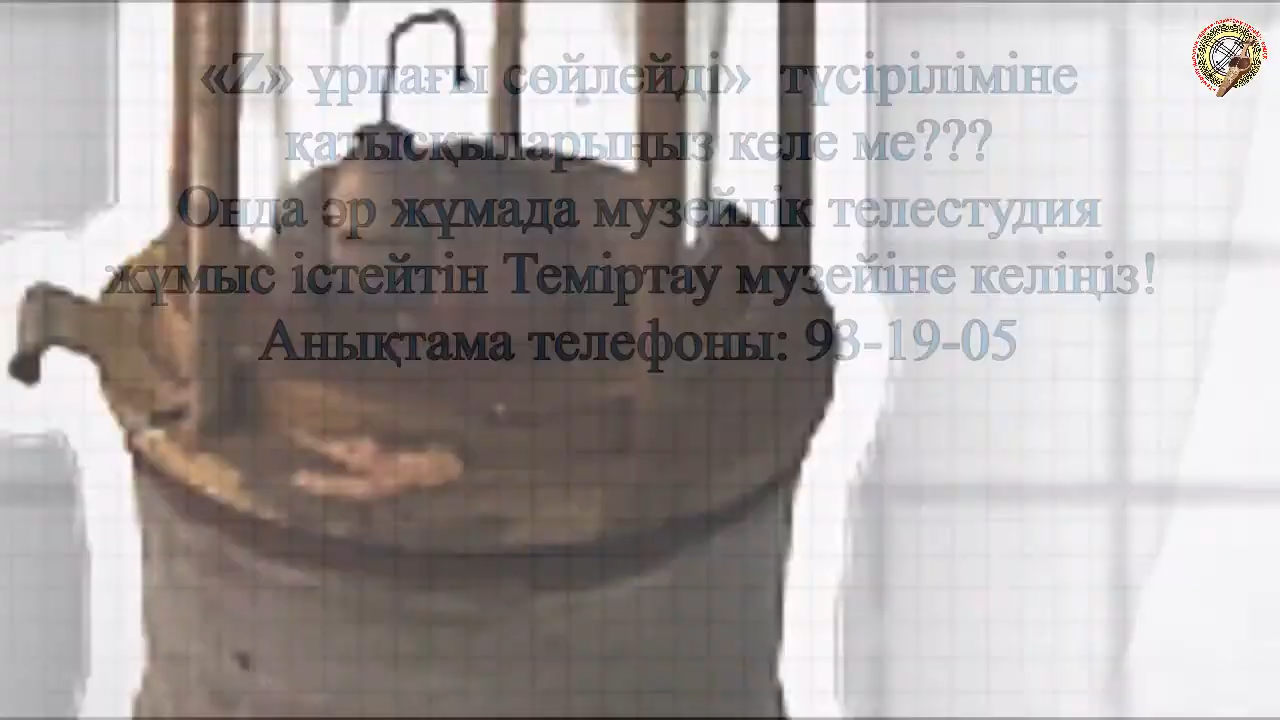 «Z» ұрпағы сөйлейді» түсіріліміне
қатысқыларыңыз келе ме???
Онда әр жұмада музейлік телестудия
жұмыс істейтін Теміртау музейіне келіңіз!
Анықтама телефоны: 93-19-05